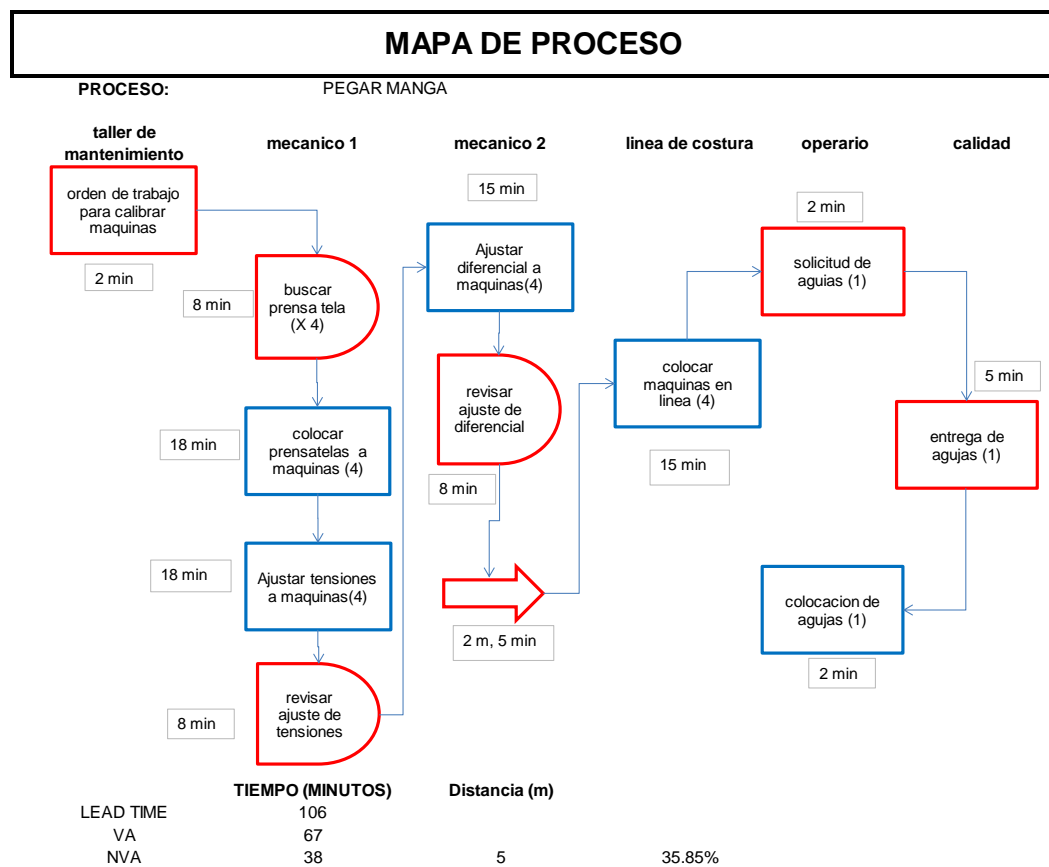 MAPA DE PROCESO
PROCESO: PEGAR MANGA
taller de
mantenimiento
mecanico 1
mecanico 2
linea de costura
operario
calidad
orden de trabajo
para calibrar
maquinas
2 min
8 min
buscar
prensa tela
(X 4)
18 min
colocar
prensatelas a
maquinas (4)
18 min
Ajustar tensiones
a maquinas(4)
8 min
revisar
ajuste de
tensiones
15 min
Ajustar
diferencial a
maquinas(4)
revisar
ajuste de
diferencial
8 min
2 m, 5 min
colocar
maquinas en
linea (4)
15 min
2 min
solicitud de
aguias (1)
5 min
entrega de
agujas (1)
colocacion de
agujas (1)
2 min
TIEMPO (MINUTOS) Distancia (m)
LEAD TIME 106
VA 67
NVA 38 5 35.85%